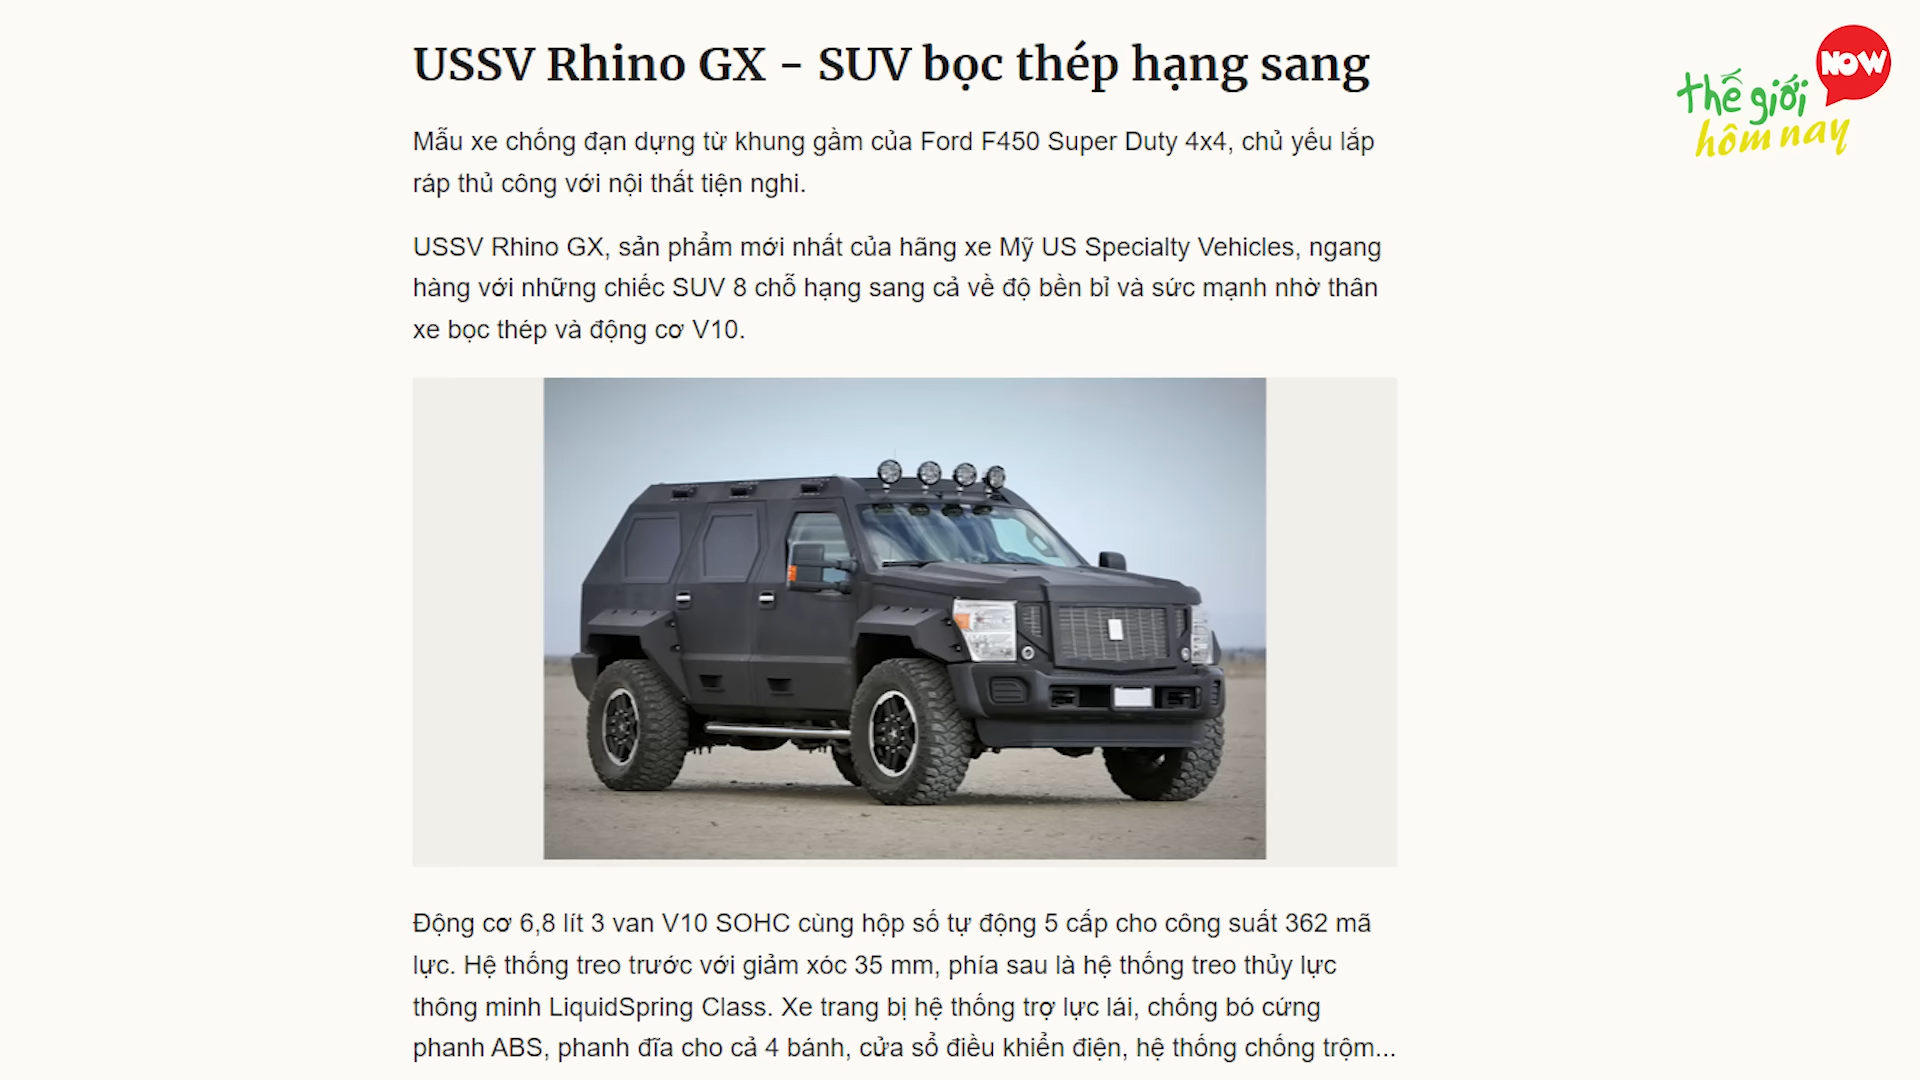 USSV Rhino GX - SUV bọc thép hạng sang
NOW
thế giới
hôm nay
Mẫu xe chống đạn dựng từ khung gầm của Ford F450 Super Duty 4x4, chủ yếu lắp
ráp thủ công với nội thất tiện nghi.
USSV Rhino GX, sản phẩm mới nhất của hãng xe Mỹ US Specialty Vehicles, ngang
hàng với những chiếc SUV 8 chỗ hạng sang cả về độ bền bỉ và sức mạnh nhờ thân
xe bọc thép và động cơ V10.
Động cơ 6,8 lít 3 van V10 SOHC cùng hộp số tự động 5 cấp cho công suất 362 mã
lực. Hệ thống treo trước với giảm xóc 35 mm, phía sau là hệ thống treo thủy lực
thông minh LiquidSpring Class. Xe trang bị hệ thống trợ lực lái, chống bó cứng
phanh ABS, phanh đĩa cho cả 4 bánh, cửa sổ điều khiển điện, hệ thống chống trộm...